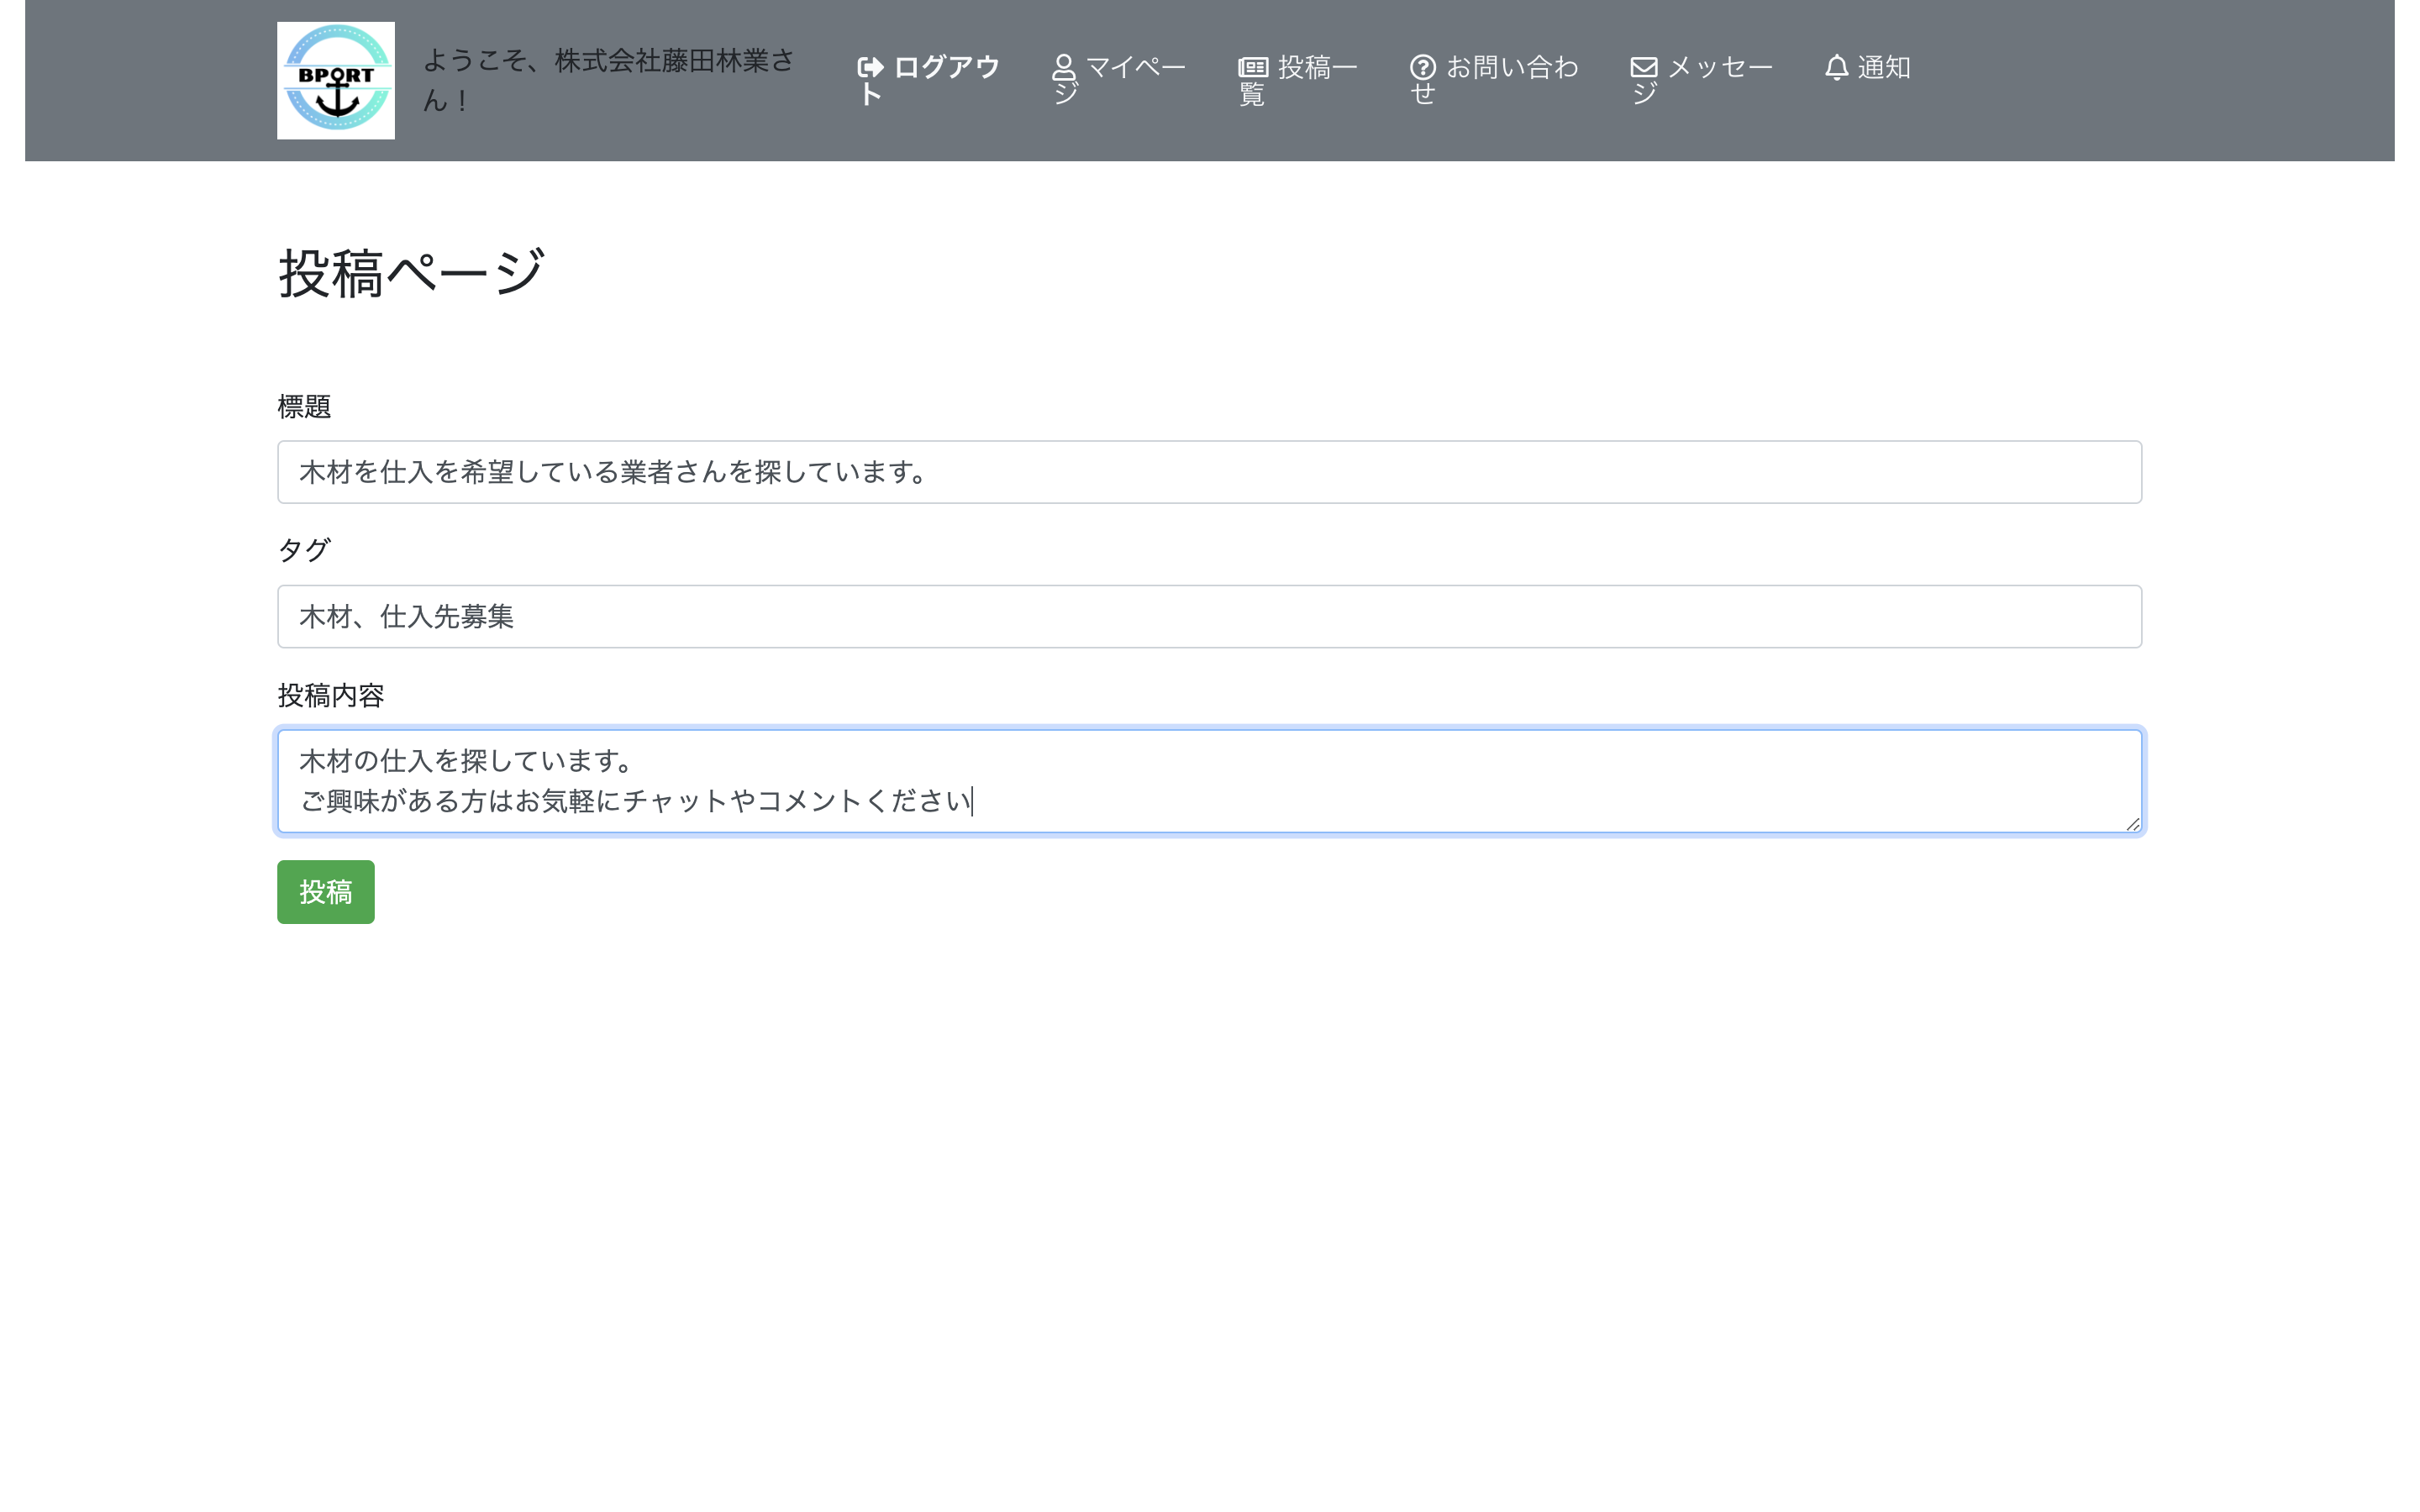 BPORT
ようこそ、株式会社藤田林業さ
ん！
ログアウ
ト
マイペー
ジ
投稿一
覧
お問い合わ
せ
メッセー
ジ
通知
投稿ページ
標題
木材を仕入を希望している業者さんを探しています。
タグ
木材、仕入先募集
投稿内容
木材の仕入を探しています。
ご興味がある方はお気軽にチャットやコメントください
投稿